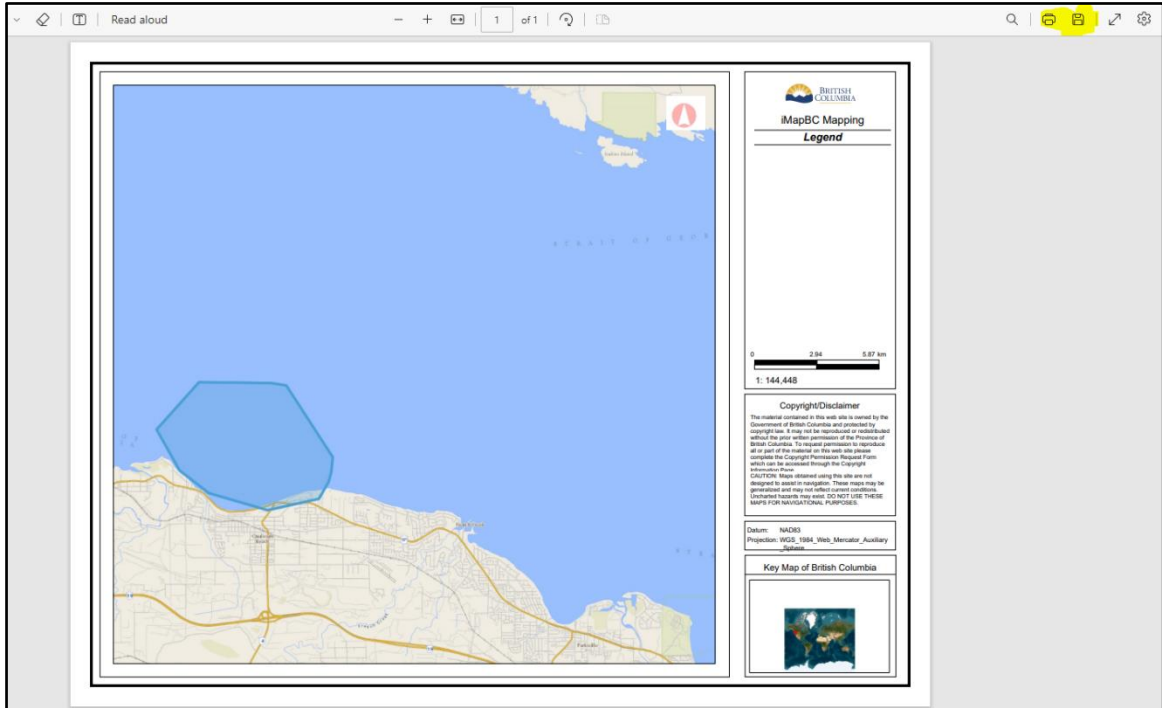 Read aloud
1 of 1
BRITISH
COLUMBIA
iMapBC Mapping
Legend
0 2.94 5.87 km
1: 144,448
Copyright/Disclaimer
The material contained in this web site is owned by the
Government of British Columbia and protected by
copyright law. It may not be reproduced or redistributed
without the prior written permission of the Province of
British Columbia. To request permission to reproduce
all or part of the material on this web site please
complete the Copyright Permission Request Form
which can be accessed through the Copyright
Information Page.
CAUTION: Maps obtained using this site are not
designed to assist in navigation. These maps may be
generalized and may not reflect current conditions.
Uncharted hazards may exist. DO NOT USE THESE
MAPS FOR NAVIGATIONAL PURPOSES.
Datum: NAD83
Projection: WGS_1984_Web_Mercator_Auxiliary
_Sphere
Key Map of British Columbia
STRAIT OF GEOR
Parksville